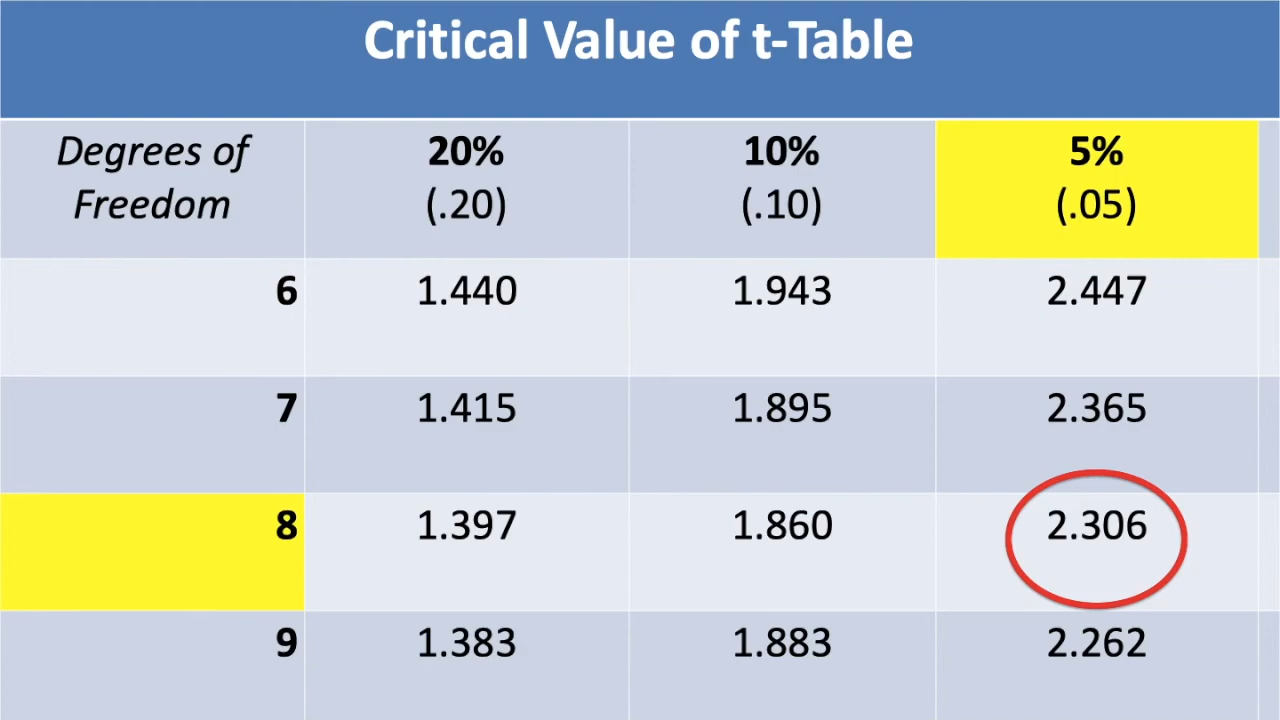 Critical Value of t-Table
Degrees of Freedom 20% (.20) 10% (.10) 5% (.05)
6 1.440 1.943 2.447
7 1.415 1.895 2.365
8 1.397 1.860 2.306
9 1.383 1.883 2.262